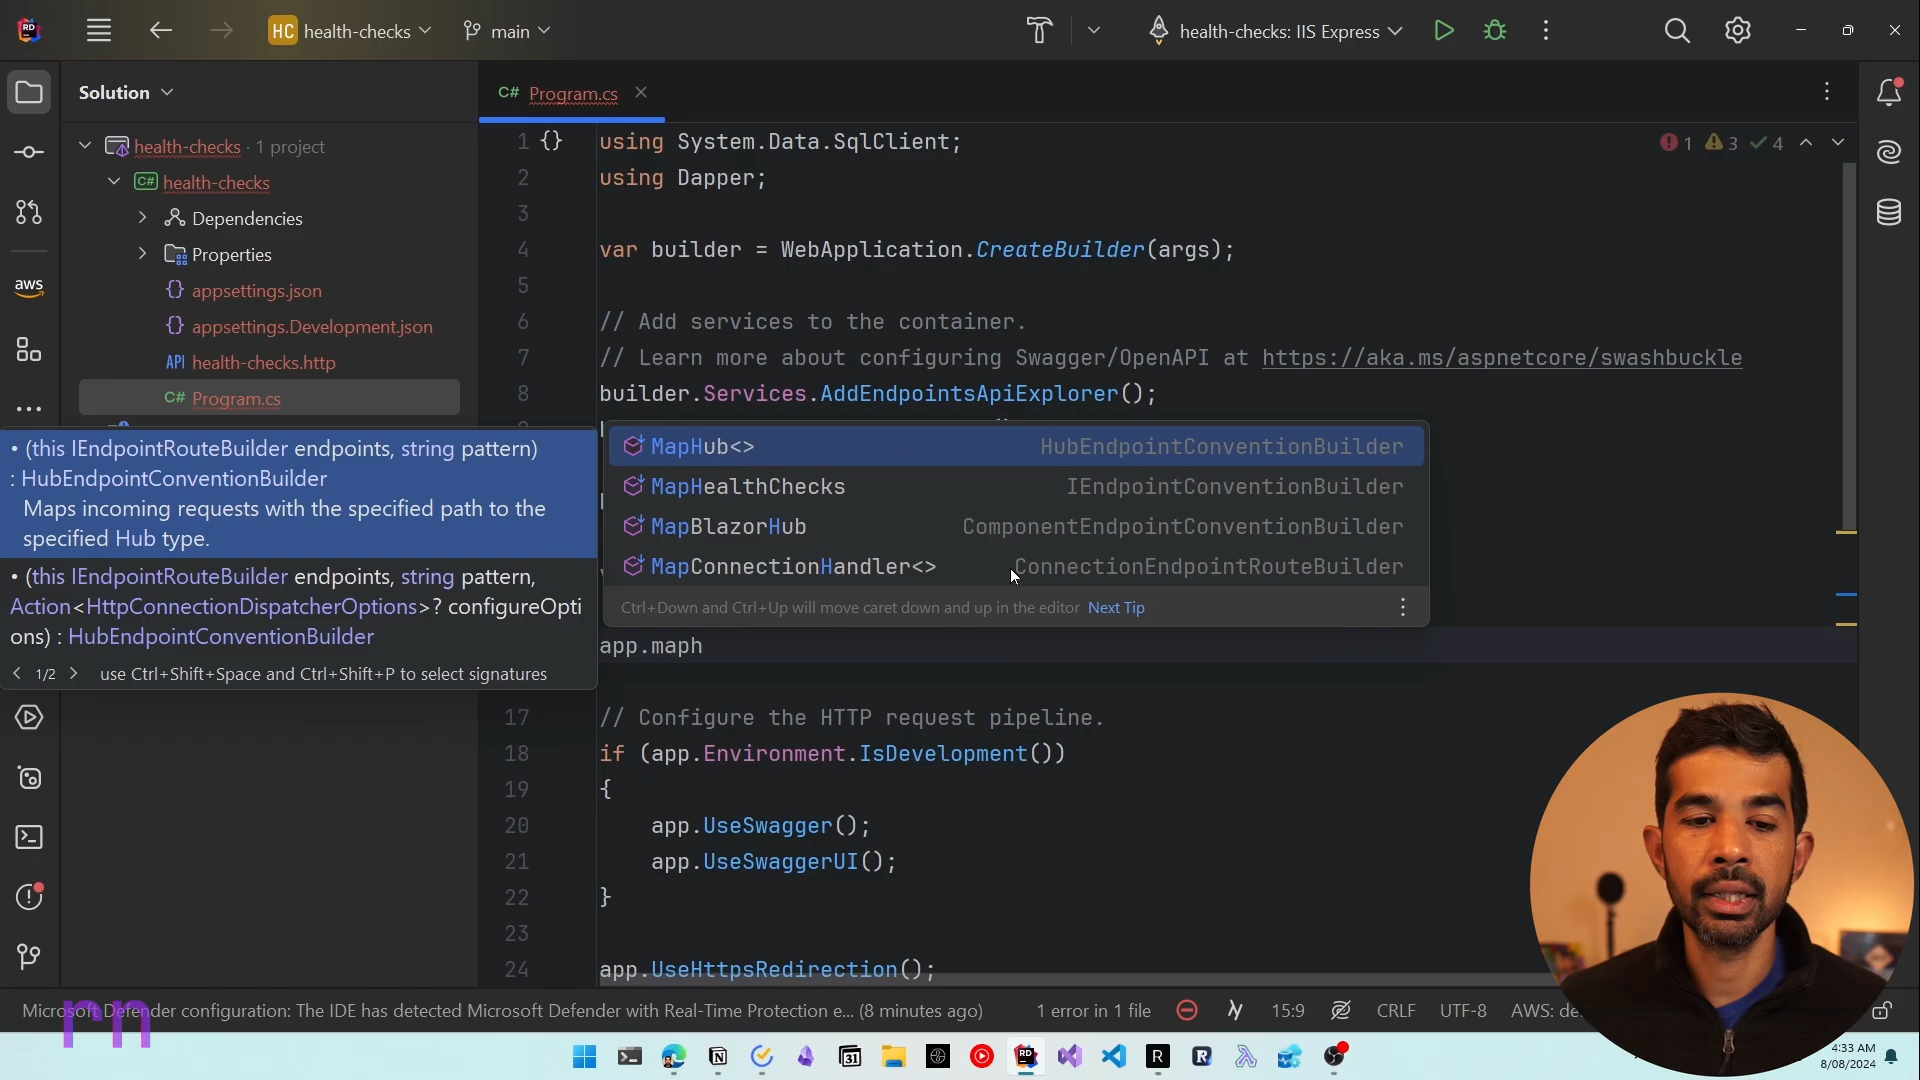 HC health-checks main health-checks: IIS Express
Solution
C# Program.cs
health-checks · 1 project
C# health-checks
Dependencies
Properties
{} appsettings.json
{} appsettings.Development.json
API health-checks.http
C# Program.cs
aws
1 {} using System.Data.SqlClient;
1 3 4
2 using Dapper;
3
4 var builder = WebApplication.CreateBuilder(args);
5
6 // Add services to the container.
7 // Learn more about configuring Swagger/OpenAPI at https://aka.ms/aspnetcore/swashbuckle
8 builder.Services.AddEndpointsApiExplorer();
• (this IEndpointRouteBuilder endpoints, string pattern)
: HubEndpointConventionBuilder
Maps incoming requests with the specified path to the
specified Hub type.
• (this IEndpointRouteBuilder endpoints, string pattern,
Action<HttpConnectionDispatcherOptions>? configureOpti
ons) : HubEndpointConventionBuilder
< 1/2 > use Ctrl+Shift+Space and Ctrl+Shift+P to select signatures
MapHub<> HubEndpointConventionBuilder
MapHealthChecks IEndpointConventionBuilder
MapBlazorHub ComponentEndpointConventionBuilder
MapConnectionHandler<> ConnectionEndpointRouteBuilder
Ctrl+Down and Ctrl+Up will move caret down and up in the editor Next Tip
app.maph
17 // Configure the HTTP request pipeline.
18 if (app.Environment.IsDevelopment())
19 {
20 app.UseSwagger();
21 app.UseSwaggerUI();
22 }
23
24 app.UseHttpsRedirection();
Microsoft Defender configuration: The IDE has detected Microsoft Defender with Real-Time Protection e... (8 minutes ago) 1 error in 1 file 15:9 CRLF UTF-8 AWS: de
rn
31
RD
R
R
4:33 AM
8/08/2024